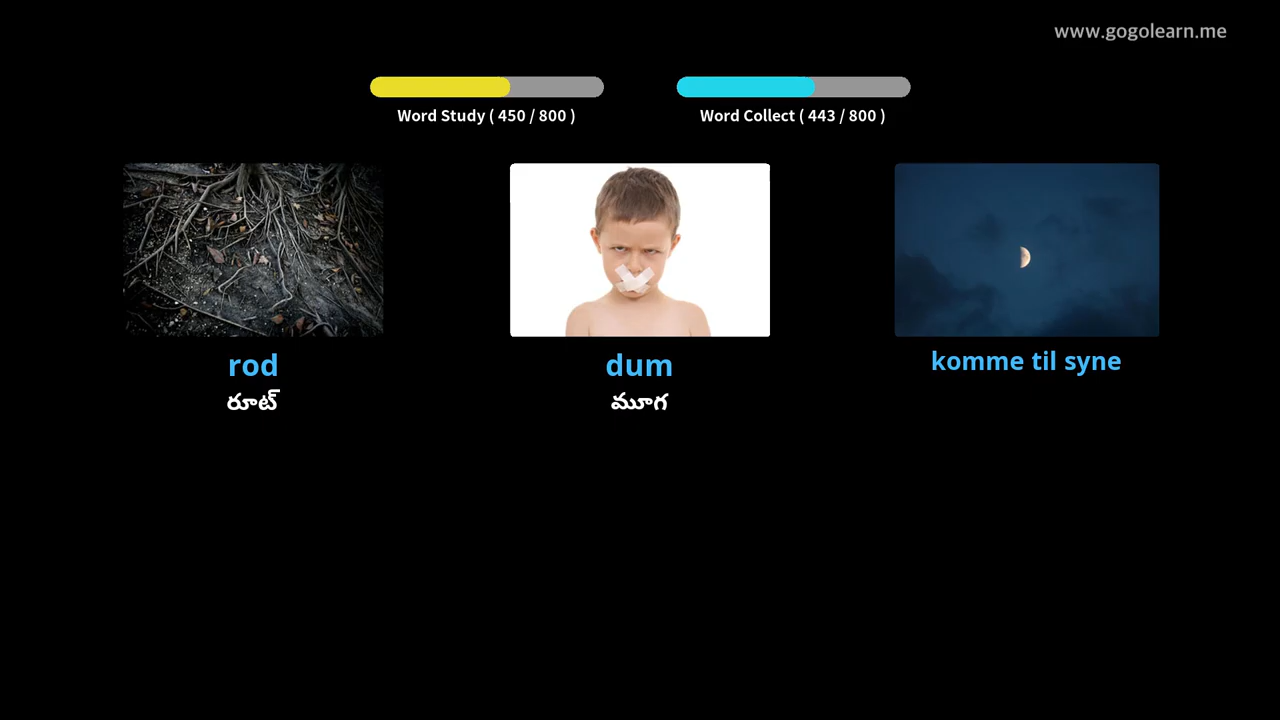 www.gogolearn.me
Word Study ( 450 / 800 )
Word Collect ( 443 / 800 )
rod
రూట్
dum
మూగ
komme til syne